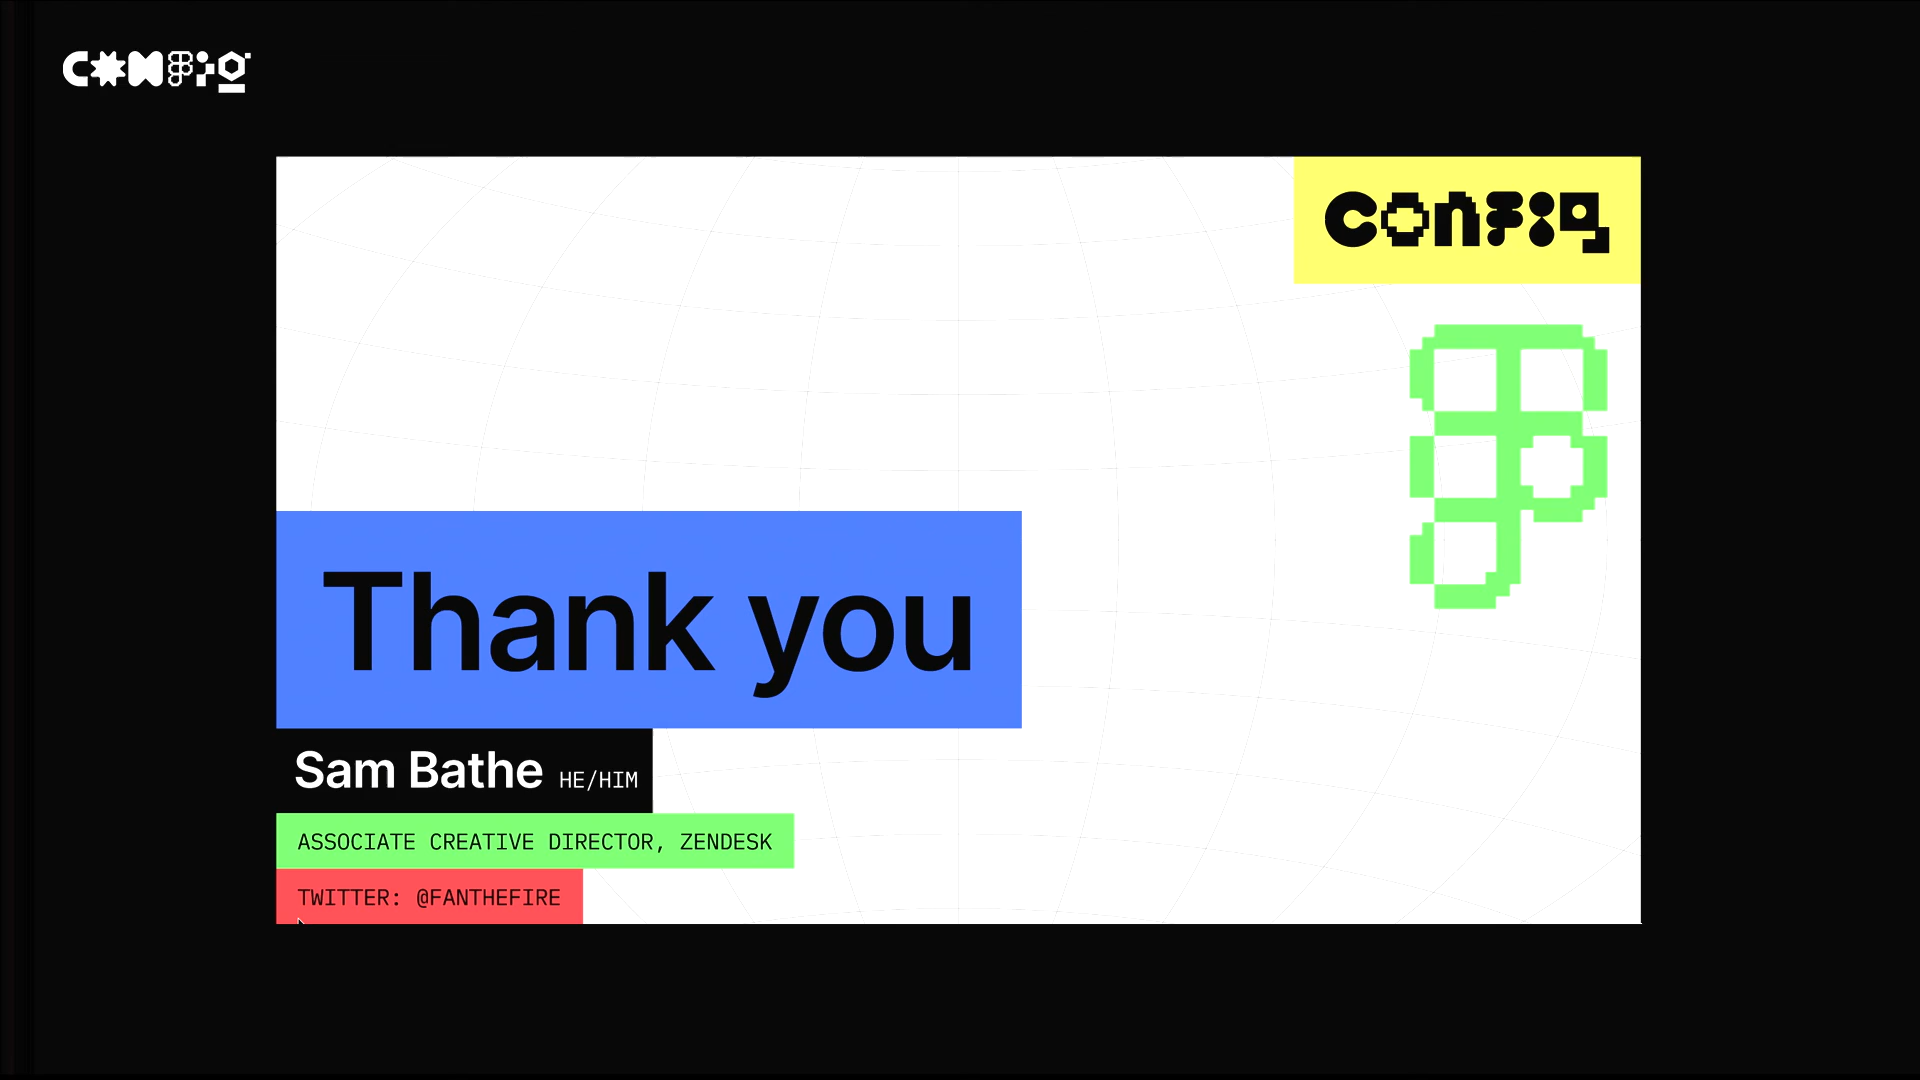 CONFIG
Config
Thank you
Sam Bathe HE/HIM
ASSOCIATE CREATIVE DIRECTOR, ZENDESK
TWITTER: @FANTHEFIRE